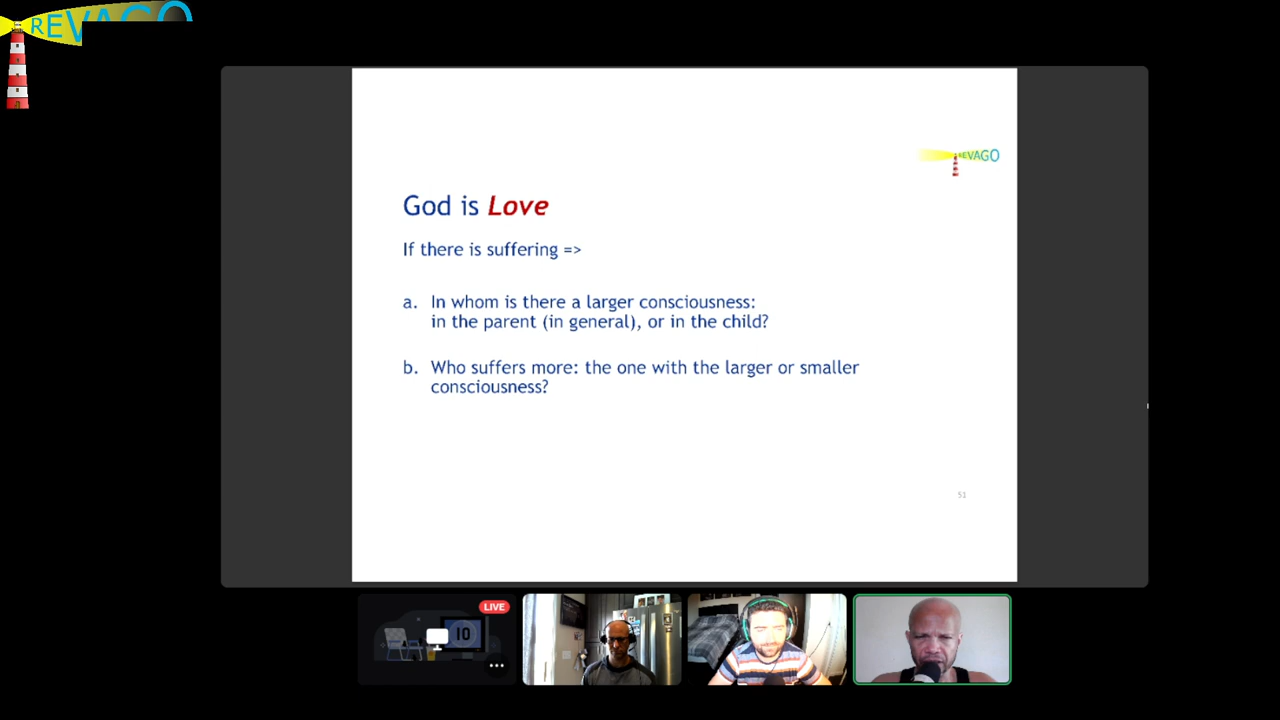 REVAGO
REVAGO
God is Love
If there is suffering =>
a. In whom is there a larger consciousness:
in the parent (in general), or in the child?
b. Who suffers more: the one with the larger or smaller
consciousness?
51
LIVE
10